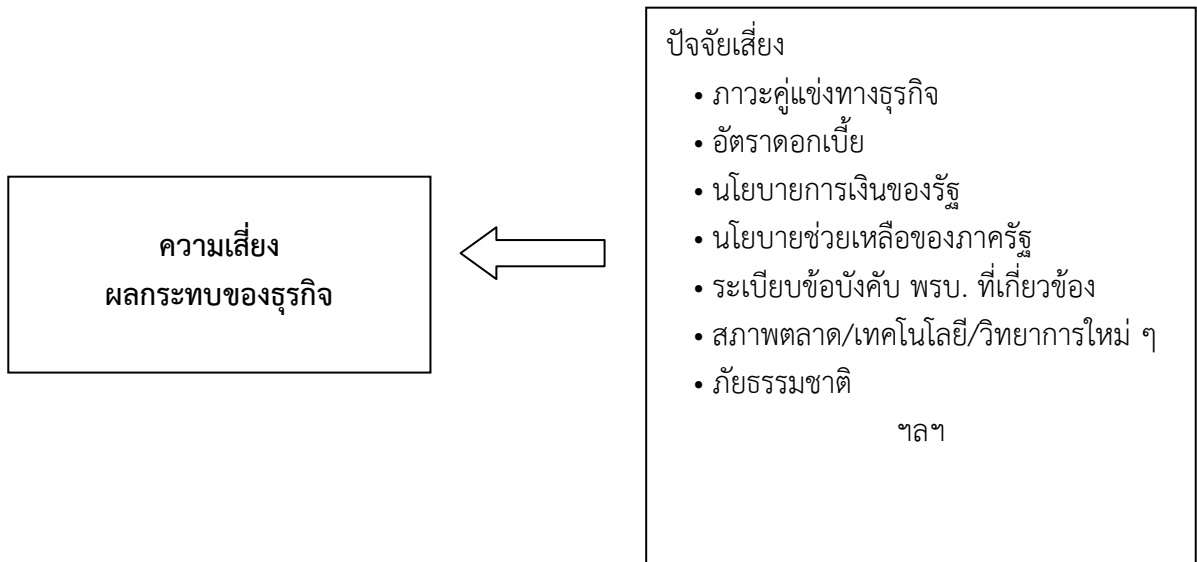 ปัจจัยเสี่ยง
• ภาวะคู่แข่งทางธุรกิจ
• อัตราดอกเบี้ย
• นโยบายการเงินของรัฐ
• นโยบายช่วยเหลือของภาครัฐ
• ระเบียบข้อบังคับ พรบ. ที่เกี่ยวข้อง
• สภาพตลาด/เทคโนโลยี/วิทยาการใหม่ ๆ
• ภัยธรรมชาติ
ฯลฯ
ความเสี่ยง
ผลกระทบของธุรกิจ